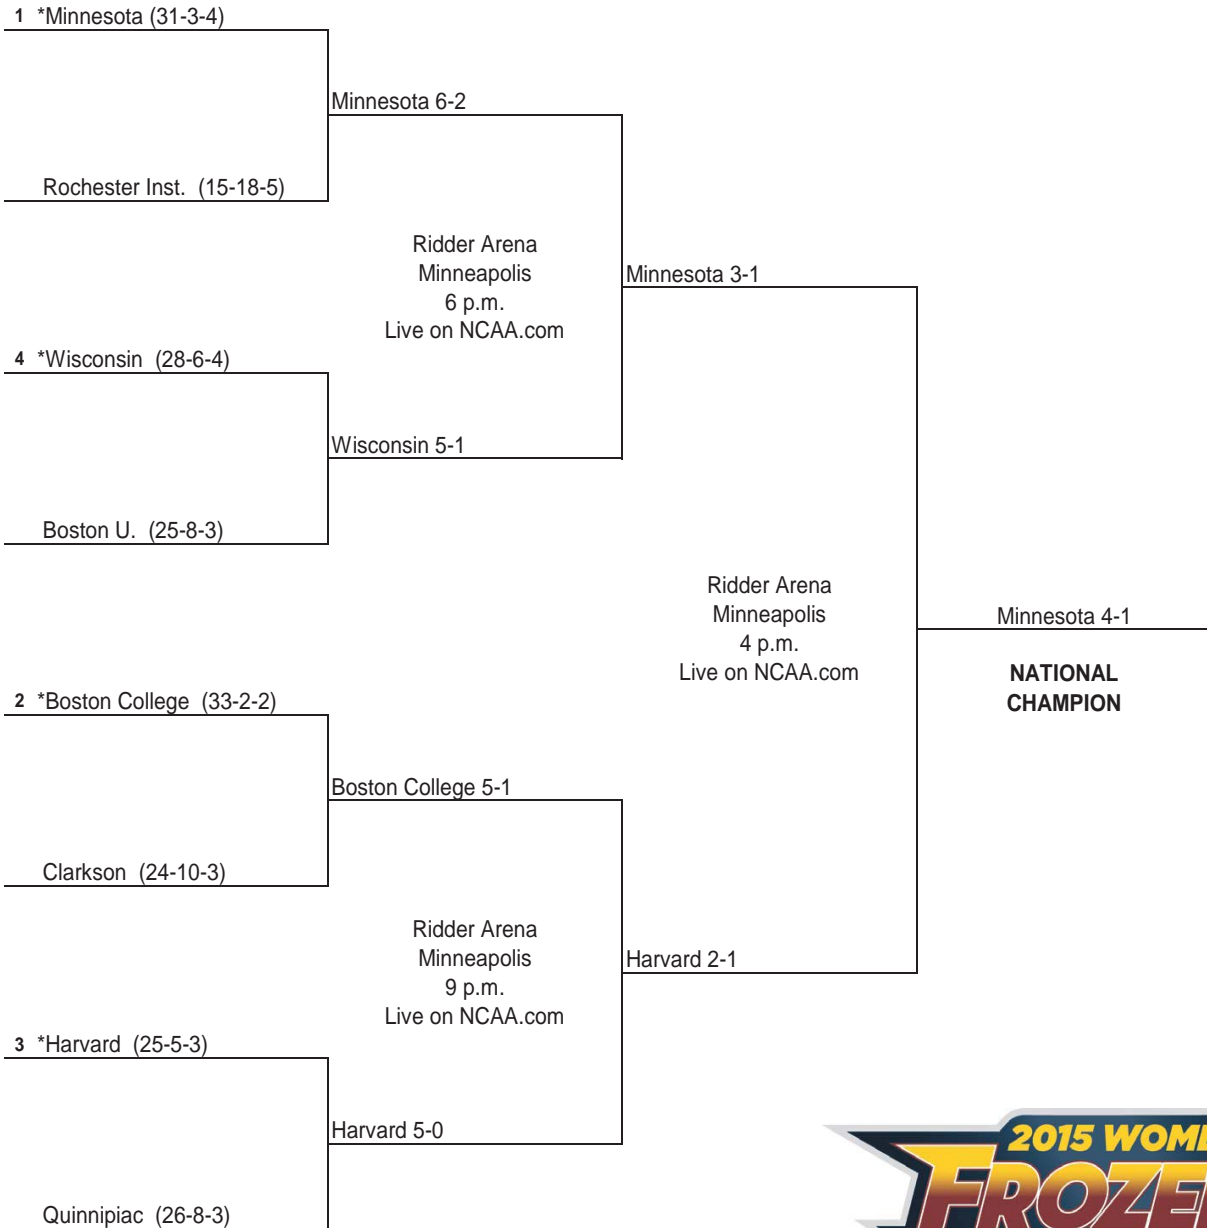 1 *Minnesota (31-3-4)
Minnesota 6-2
Rochester Inst. (15-18-5)
Ridder Arena
Minneapolis
6 p.m.
Live on NCAA.com
Minnesota 3-1
4 *Wisconsin (28-6-4)
Wisconsin 5-1
Boston U. (25-8-3)
Ridder Arena
Minneapolis
4 p.m.
Live on NCAA.com
Minnesota 4-1
NATIONAL
CHAMPION
2 *Boston College (33-2-2)
Boston College 5-1
Clarkson (24-10-3)
Ridder Arena
Minneapolis
9 p.m.
Live on NCAA.com
Harvard 2-1
3 *Harvard (25-5-3)
Harvard 5-0
Quinnipiac (26-8-3)
2015 WOME
FROZE